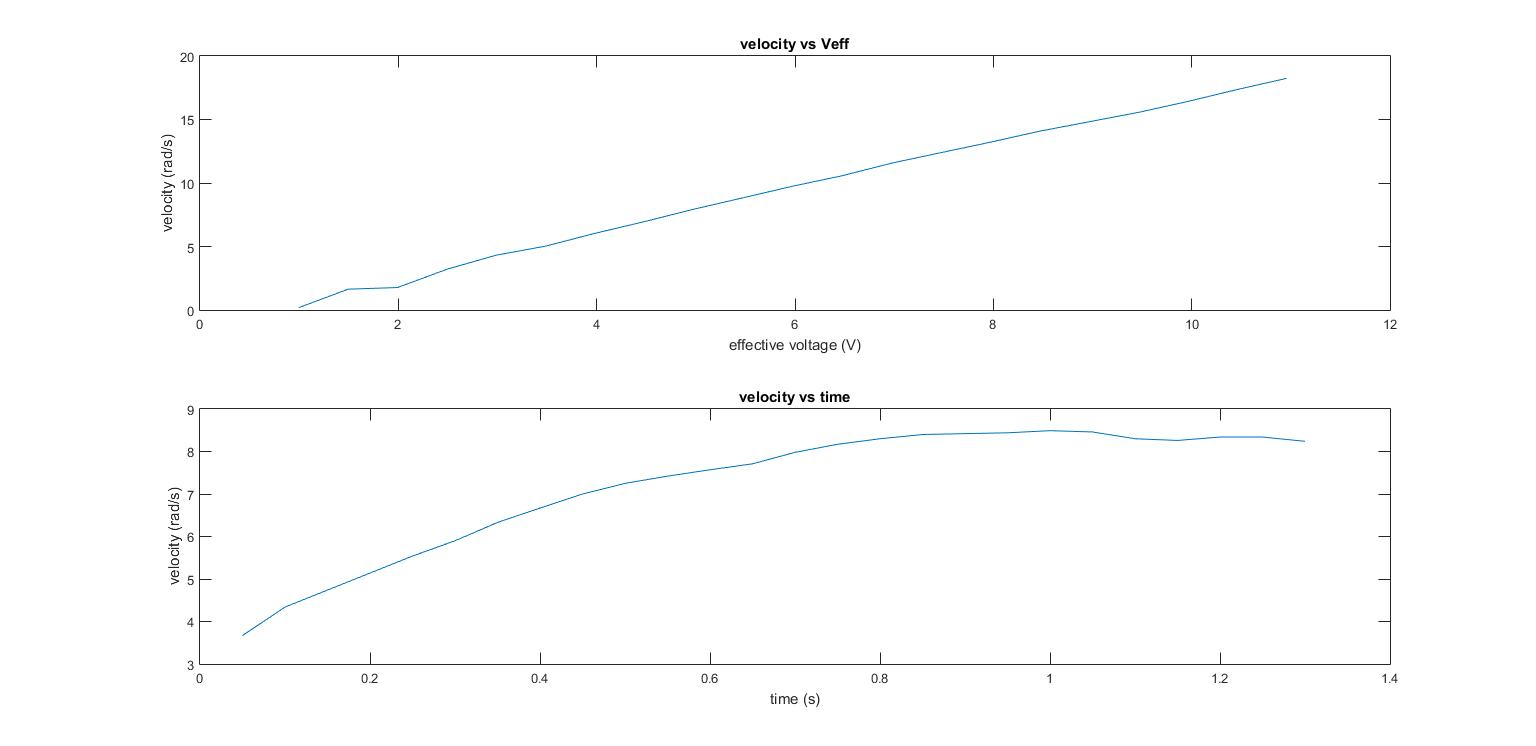 velocity vs Veff
20
15
10
5
0
velocity (rad/s)
0 2 4 6 8 10 12
effective voltage (V)
velocity vs time
9
8
7
6
5
4
3
velocity (rad/s)
0 0.2 0.4 0.6 0.8 1 1.2 1.4
time (s)